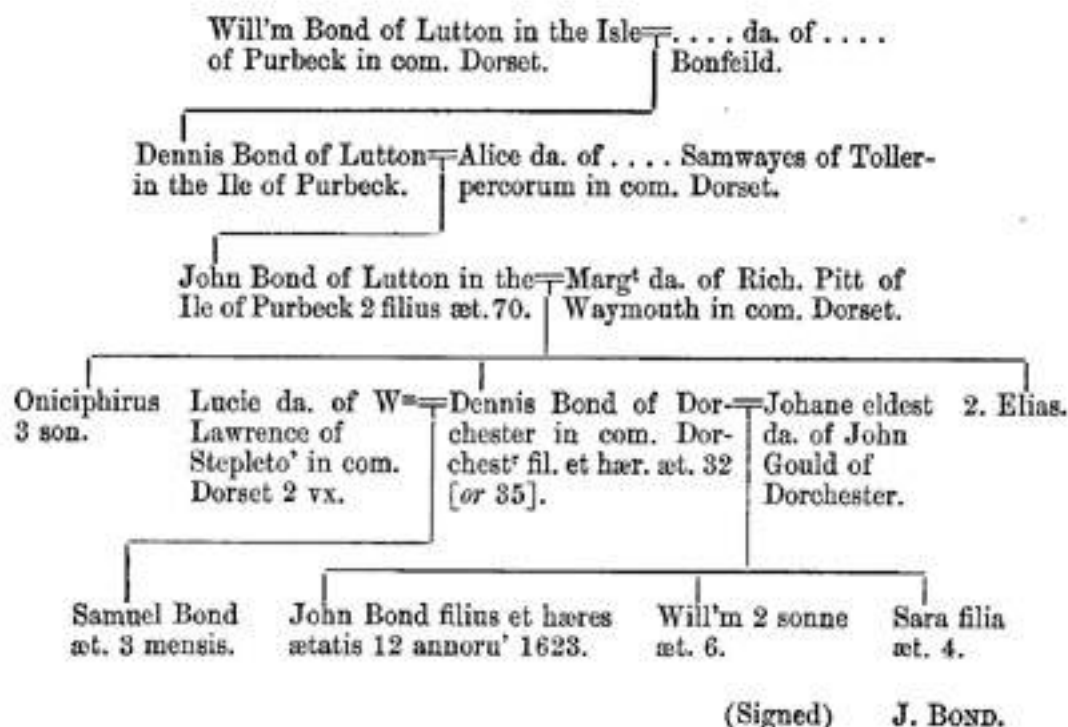 Will'm Bond of Lutton in the Isle=. . . . da. of . . . .
of Purbeck in com. Dorset. Bonfeild.
Dennis Bond of Lutton=Alice da. of . . . . Samwayes of Toller-
in the Ile of Purbeck. percorum in com. Dorset.
John Bond of Lutton in the=Margᵗ da. of Rich. Pitt of
Ile of Purbeck 2 filius æt. 70. Waymouth in com. Dorset.
Oniciphirus
3 son.
Lucie da. of Wᵐ=
Lawrence of
Stepleto' in com.
Dorset 2 vx.
Dennis Bond of Dor-
chester in com. Dor-
chestʳ fil. et hær. æt. 32
[or 35].
=Johane eldest
da. of John
Gould of
Dorchester.
2. Elias.
Samuel Bond
æt. 3 mensis.
John Bond filius et hæres
ætatis 12 annoru' 1623.
Will'm 2 sonne
æt. 6.
Sara filia
æt. 4.
(Signed) J. BOND.